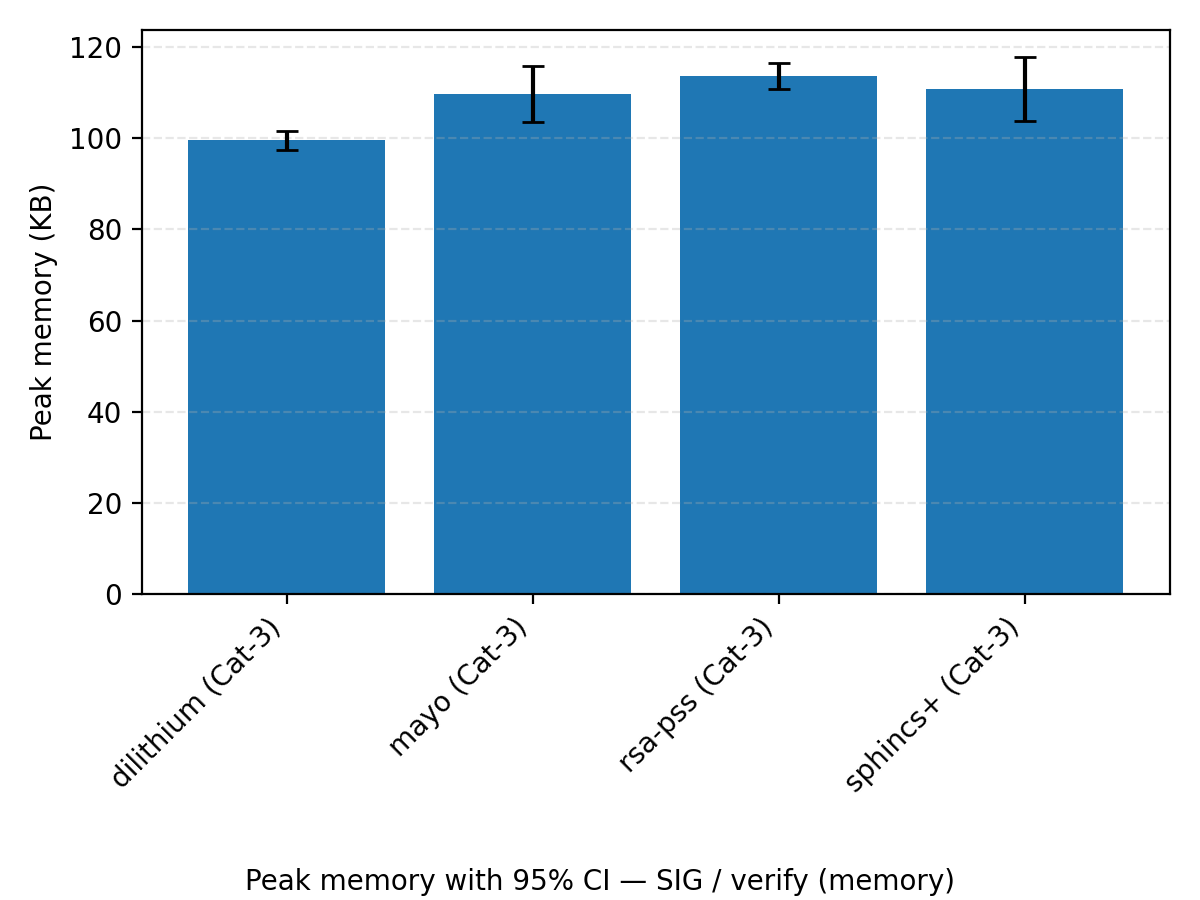 120
100
80
60
40
20
0
Peak memory (KB)
dilithium (Cat-3)
mayo (Cat-3)
rsa-pss (Cat-3)
sphincs+ (Cat-3)
Peak memory with 95% CI — SIG / verify (memory)